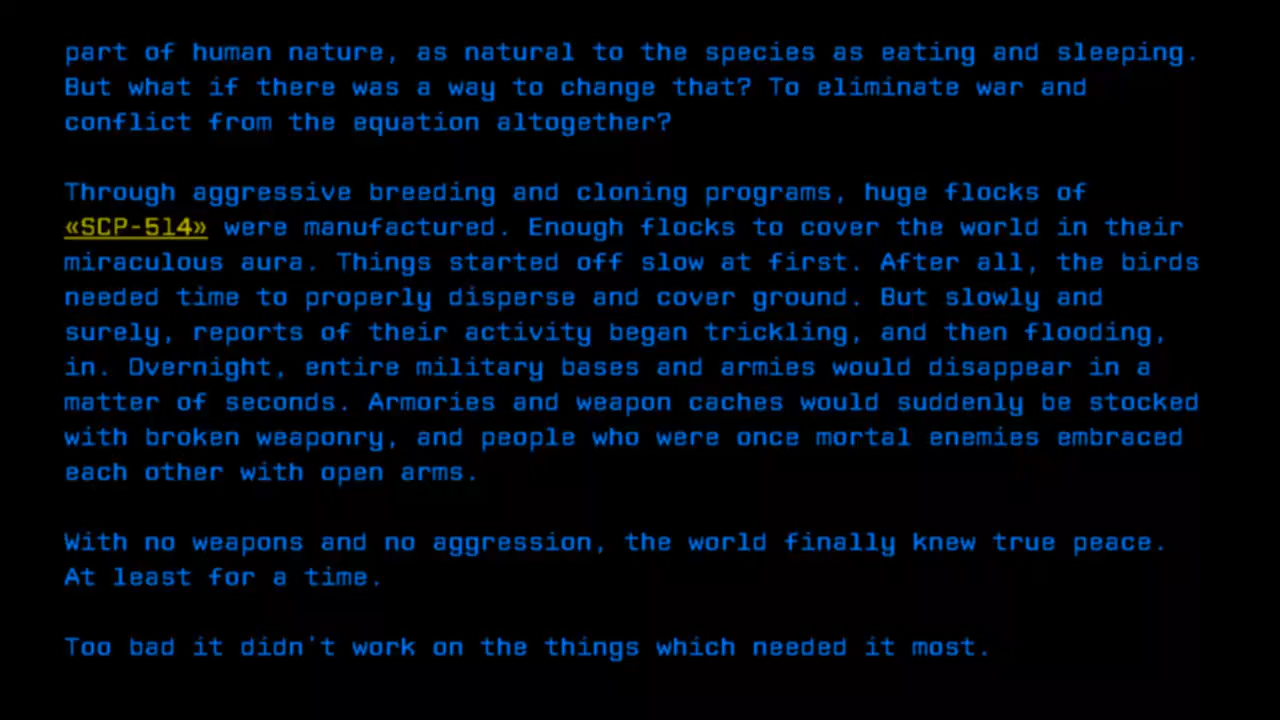 part of human nature, as natural to the species as eating and sleeping.
But what if there was a way to change that? To eliminate war and
conflict from the equation altogether?
Through aggressive breeding and cloning programs, huge flocks of
«SCP-514» were manufactured. Enough flocks to cover the world in their
miraculous aura. Things started off slow at first. After all, the birds
needed time to properly disperse and cover ground. But slowly and
surely, reports of their activity began trickling, and then flooding,
in. Overnight, entire military bases and armies would disappear in a
matter of seconds. Armories and weapon caches would suddenly be stocked
with broken weaponry, and people who were once mortal enemies embraced
each other with open arms.
With no weapons and no aggression, the world finally knew true peace.
At least for a time.
Too bad it didn't work on the things which needed it most.